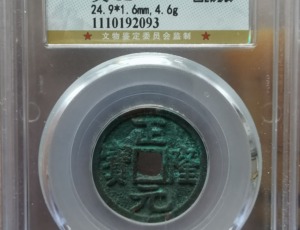 24.9*1.6mm, 4.6g
1110192093
★ 文物鉴定委员会监制 ★
正隆元寶